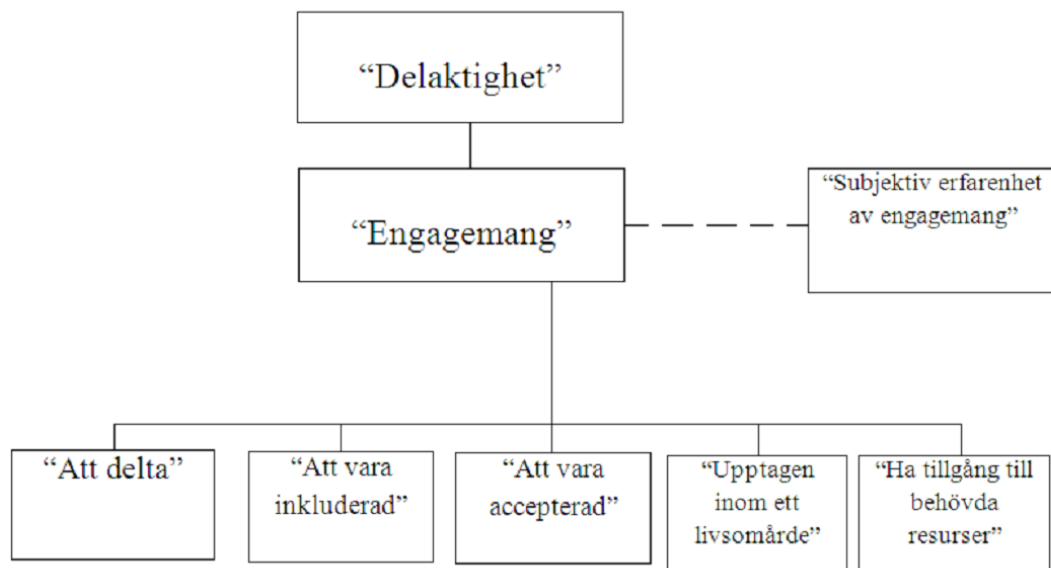 “Delaktighet”
“Engagemang”
“Subjektiv erfarenhet
av engagemang”
“Att delta”
“Att vara
inkluderad”
“Att vara
accepterad”
“Upptagen
inom ett
livsomårde”
“Ha tillgång till
behövda
resurser”